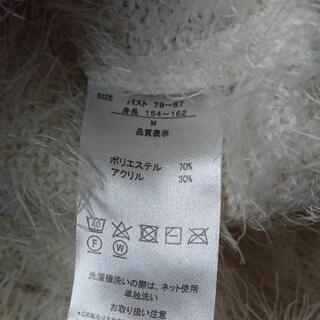 SIZE
バスト 79～87
身長 154～162
M
品質表示
ポリエステル 70%
アクリル 30%
40
F W
洗濯機洗いの際は、ネット使用
単独洗い
お取り扱い注意